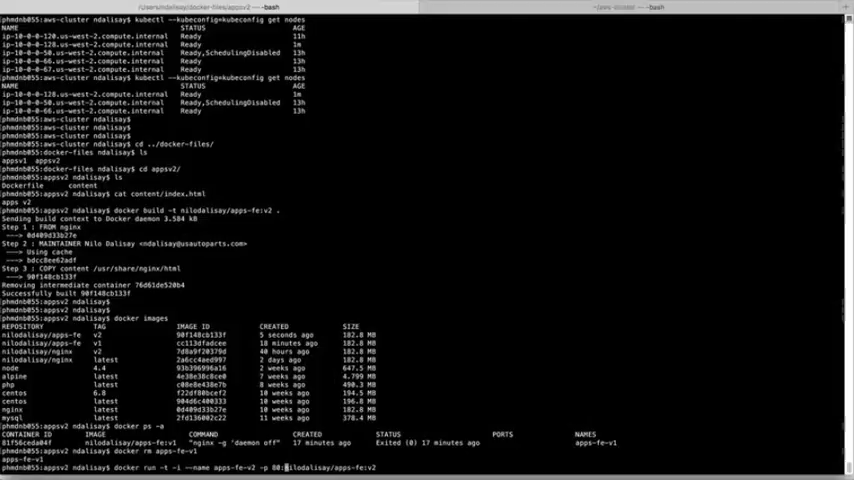 /Users/ndalisay/docker-files/appsv2 — -bash
~/aws-cluster — -bash
phmdnb055:aws-cluster ndalisay$ kubectl --kubeconfig=kubeconfig get nodes
NAME STATUS AGE
ip-10-0-0-120.us-west-2.compute.internal Ready 11h
ip-10-0-0-128.us-west-2.compute.internal Ready 1m
ip-10-0-0-50.us-west-2.compute.internal Ready,SchedulingDisabled 13h
ip-10-0-0-66.us-west-2.compute.internal Ready 13h
ip-10-0-0-67.us-west-2.compute.internal Ready 13h
phmdnb055:aws-cluster ndalisay$ kubectl --kubeconfig=kubeconfig get nodes
NAME STATUS AGE
ip-10-0-0-128.us-west-2.compute.internal Ready 1m
ip-10-0-0-50.us-west-2.compute.internal Ready,SchedulingDisabled 13h
ip-10-0-0-66.us-west-2.compute.internal Ready 13h
phmdnb055:aws-cluster ndalisay$
phmdnb055:aws-cluster ndalisay$
phmdnb055:aws-cluster ndalisay$
phmdnb055:aws-cluster ndalisay$ cd ../docker-files/
phmdnb055:docker-files ndalisay$ ls
appsv1 appsv2
phmdnb055:docker-files ndalisay$ cd appsv2/
phmdnb055:appsv2 ndalisay$ ls
Dockerfile content
phmdnb055:appsv2 ndalisay$ cat content/index.html
apps v2
phmdnb055:appsv2 ndalisay$ docker build -t nilodalisay/apps-fe:v2 .
Sending build context to Docker daemon 3.584 kB
Step 1 : FROM nginx
---> 0d409d33b27e
Step 2 : MAINTAINER Nilo Dalisay <ndalisay@usautoparts.com>
---> Using cache
---> bdcc8ee62adf
Step 3 : COPY content /usr/share/nginx/html
---> 90f148cb133f
Removing intermediate container 76d61de520b4
Successfully built 90f148cb133f
phmdnb055:appsv2 ndalisay$
phmdnb055:appsv2 ndalisay$
phmdnb055:appsv2 ndalisay$ docker images
REPOSITORY TAG IMAGE ID CREATED SIZE
nilodalisay/apps-fe v2 90f148cb133f 5 seconds ago 182.8 MB
nilodalisay/apps-fe v1 cc113dfadcee 18 minutes ago 182.8 MB
nilodalisay/nginx v2 7d8a9f20379d 40 hours ago 182.8 MB
nilodalisay/nginx latest 2a6cc4aed997 2 days ago 182.8 MB
node 4.4 93b396996a16 2 weeks ago 647.5 MB
alpine latest 4e38e38c8ce0 7 weeks ago 4.799 MB
php latest c08e8e438e7b 8 weeks ago 490.3 MB
centos 6.8 f22df80bcef2 10 weeks ago 194.5 MB
centos latest 904d6c400333 10 weeks ago 196.8 MB
nginx latest 0d409d33b27e 10 weeks ago 182.8 MB
mysql latest 2fd136002c22 11 weeks ago 378.4 MB
phmdnb055:appsv2 ndalisay$ docker ps -a
CONTAINER ID IMAGE COMMAND CREATED STATUS PORTS NAMES
81f56ceda04f nilodalisay/apps-fe:v1 "nginx -g 'daemon off" 17 minutes ago Exited (0) 17 minutes ago apps-fe-v1
phmdnb055:appsv2 ndalisay$ docker rm apps-fe-v1
apps-fe-v1
phmdnb055:appsv2 ndalisay$ docker run -t -i --name apps-fe-v2 -p 80:nilodalisay/apps-fe:v2